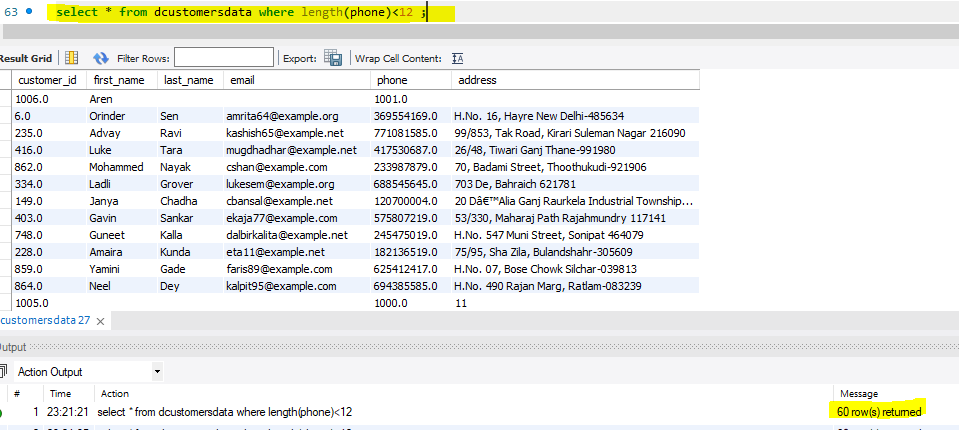 63 select * from dcustomersdata where length(phone)<12 ;
Result Grid Filter Rows: Export: Wrap Cell Content:
customer_id first_name last_name email phone address
1006.0 Aren 1001.0
6.0 Orinder Sen amrita64@example.org 369554169.0 H.No. 16, Hayre New Delhi-485634
235.0 Advay Ravi kashish65@example.net 771081585.0 99/853, Tak Road, Kirari Suleman Nagar 216090
416.0 Luke Tara mugdhadhar@example.net 417530687.0 26/48, Tiwari Ganj Thane-991980
862.0 Mohammed Nayak cshan@example.com 233987879.0 70, Badami Street, Thoothukudi-921906
334.0 Ladli Grover lukesem@example.org 688545645.0 703 De, Bahraich 621781
149.0 Janya Chadha cbansal@example.net 120700004.0 20 Dâ€™Alia Ganj Raurkela Industrial Township...
403.0 Gavin Sankar ekaja77@example.com 575807219.0 53/330, Maharaj Path Rajahmundry 117141
748.0 Guneet Kalla dalbirkalita@example.net 245475019.0 H.No. 547 Muni Street, Sonipat 464079
228.0 Amaira Kunda eta11@example.net 182136519.0 75/95, Sha Zila, Bulandshahr-305609
859.0 Yamini Gade faris89@example.com 625412417.0 H.No. 07, Bose Chowk Silchar-039813
864.0 Neel Dey kalpit95@example.com 694385585.0 H.No. 490 Rajan Marg, Ratlam-083239
1005.0 1000.0 11
customersdata 27
Output
Action Output
# Time Action Message
1 23:21:21 select * from dcustomersdata where length(phone)<12 60 row(s) returned